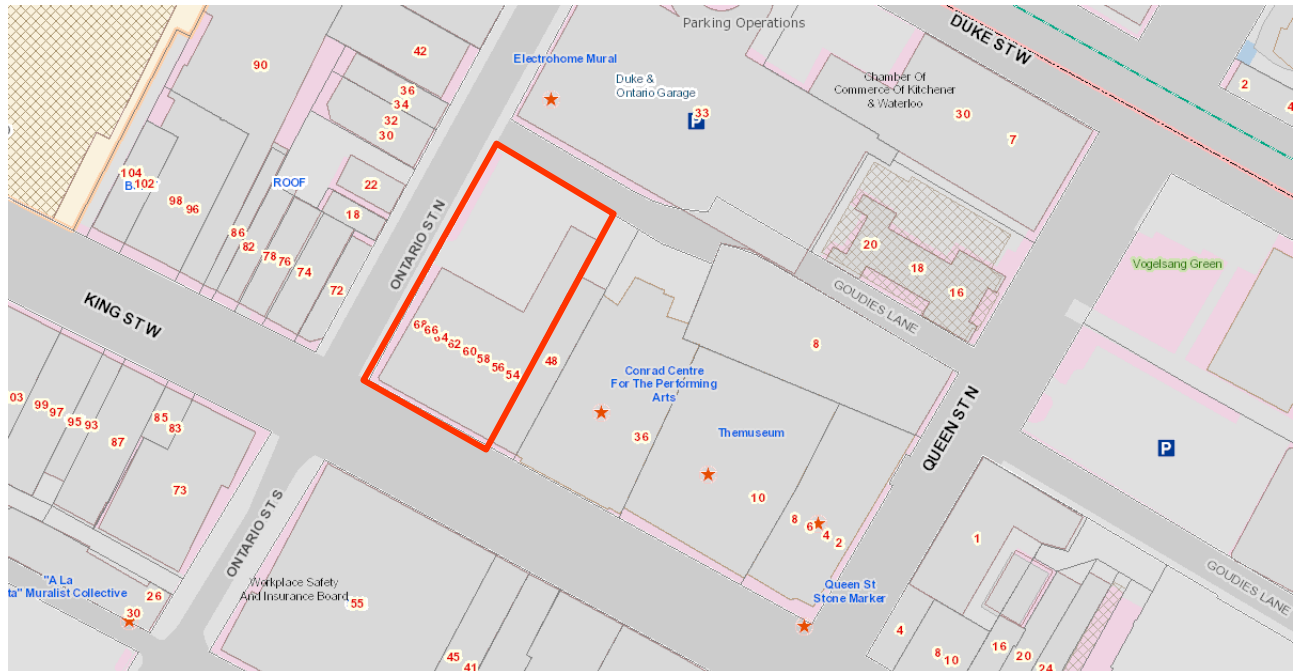 Parking Operations
DUKE ST W
42
90
Electrohome Mural
Duke &
Ontario Garage
Chamber Of
Commerce Of Kitchener
& Waterloo
2
4
36
34
32
30
33
P
30
7
104
102
98
96
ROOF
22
18
86
82
78
76
74
72
ONTARIO ST N
20
18
16
Vogelsang Green
GOUDIES LANE
KING ST W
68
66
64
62
60
58
56
54
48
8
Conrad Centre
For The Performing
Arts
36
Themuseum
QUEEN ST N
P
03
99
97
95
93
87
85
83
73
10
8
6
4
2
1
ONTARIO ST S
GOUDIES LANE
"A La
ta" Muralist Collective
26
30
Workplace Safety
And Insurance Board
55
Queen St
Stone Marker
45
41
4
8
10
16
20
24